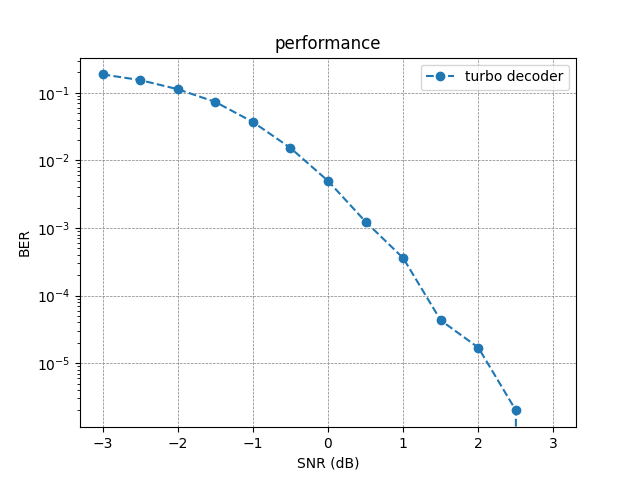 performance
turbo decoder
10⁻¹
10⁻²
10⁻³
10⁻⁴
10⁻⁵
BER
−3 −2 −1 0 1 2 3
SNR (dB)